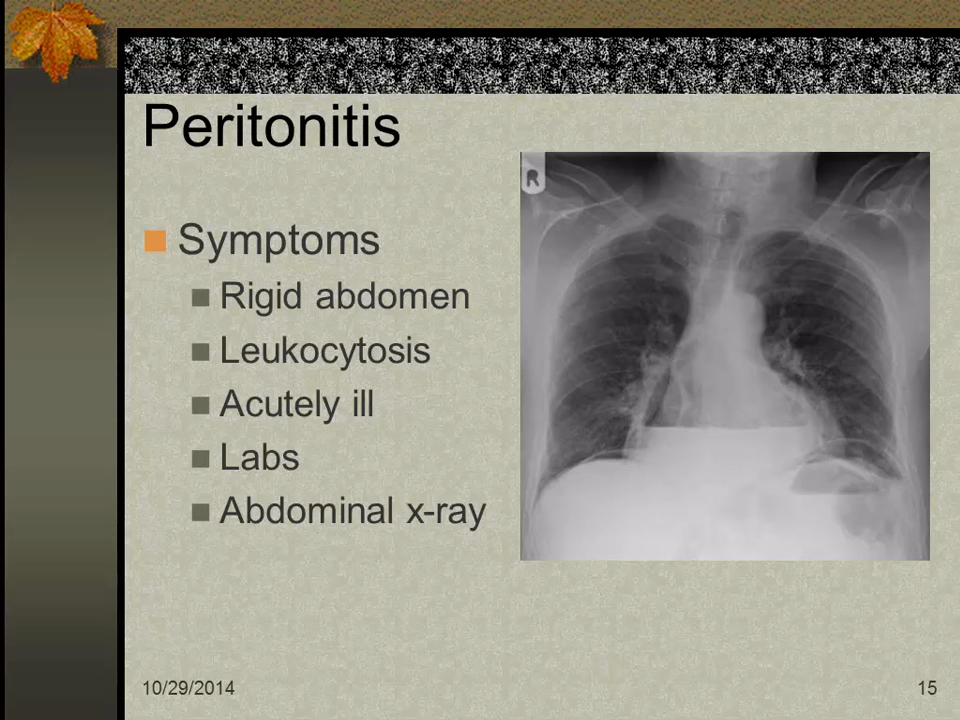 Peritonitis
R
Symptoms
Rigid abdomen
Leukocytosis
Acutely ill
Labs
Abdominal x-ray
10/29/2014
15